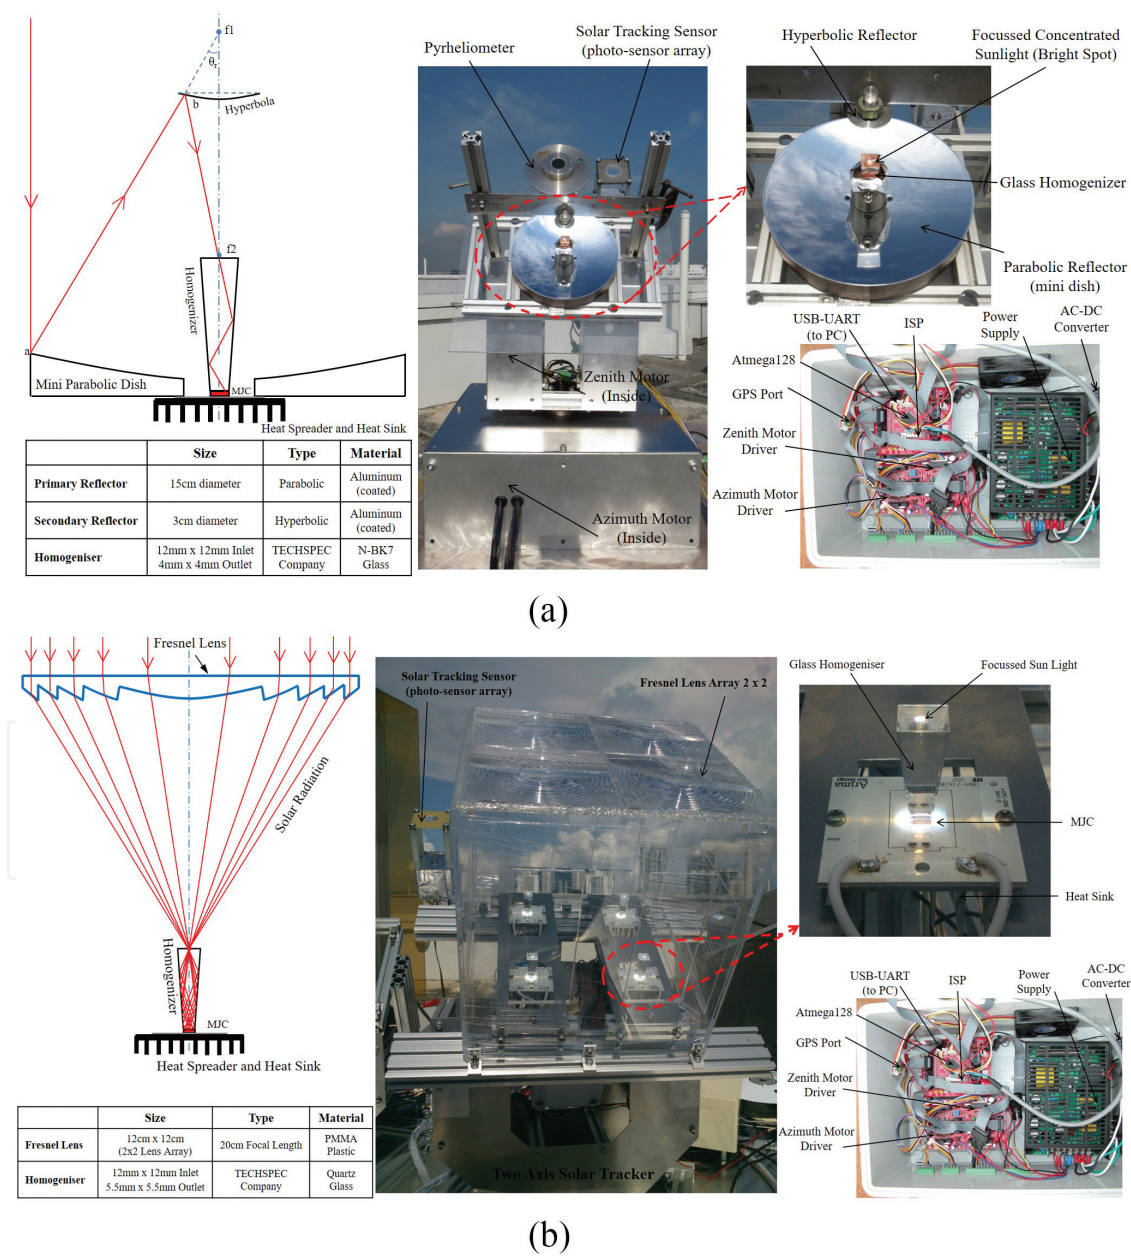 f1
θr
b
Hyperbola
f2
Homogenizer
a
Mini Parabolic Dish
MJC
Heat Spreader and Heat Sink
Size Type Material
Primary Reflector 15cm diameter Parabolic Aluminum (coated)
Secondary Reflector 3cm diameter Hyperbolic Aluminum (coated)
Homogeniser 12mm x 12mm Inlet 4mm x 4mm Outlet TECHSPEC Company N-BK7 Glass
Pyrheliometer
Solar Tracking Sensor
(photo-sensor array)
Zenith Motor
(Inside)
Azimuth Motor
(Inside)
Hyperbolic Reflector
Focussed Concentrated
Sunlight (Bright Spot)
Glass Homogenizer
Parabolic Reflector
(mini dish)
USB-UART
(to PC)
ISP
Power
Supply
AC-DC
Converter
Atmega128
GPS Port
Zenith Motor
Driver
Azimuth Motor
Driver
(a)
Fresnel Lens
Solar Radiation
Homogenizer
MJC
Heat Spreader and Heat Sink
Size Type Material
Fresnel Lens 12cm x 12cm (2x2 Lens Array) 20cm Focal Length PMMA Plastic
Homogeniser 12mm x 12mm Inlet 5.5mm x 5.5mm Outlet TECHSPEC Company Quartz Glass
Solar Tracking Sensor
(photo-sensor array)
Fresnel Lens Array 2 x 2
Two Axis Solar Tracker
Glass Homogeniser
Focussed Sun Light
Arima
MJC
Heat Sink
USB-UART
(to PC)
ISP
Power
Supply
AC-DC
Converter
Atmega128
GPS Port
Zenith Motor
Driver
Azimuth Motor
Driver
(b)